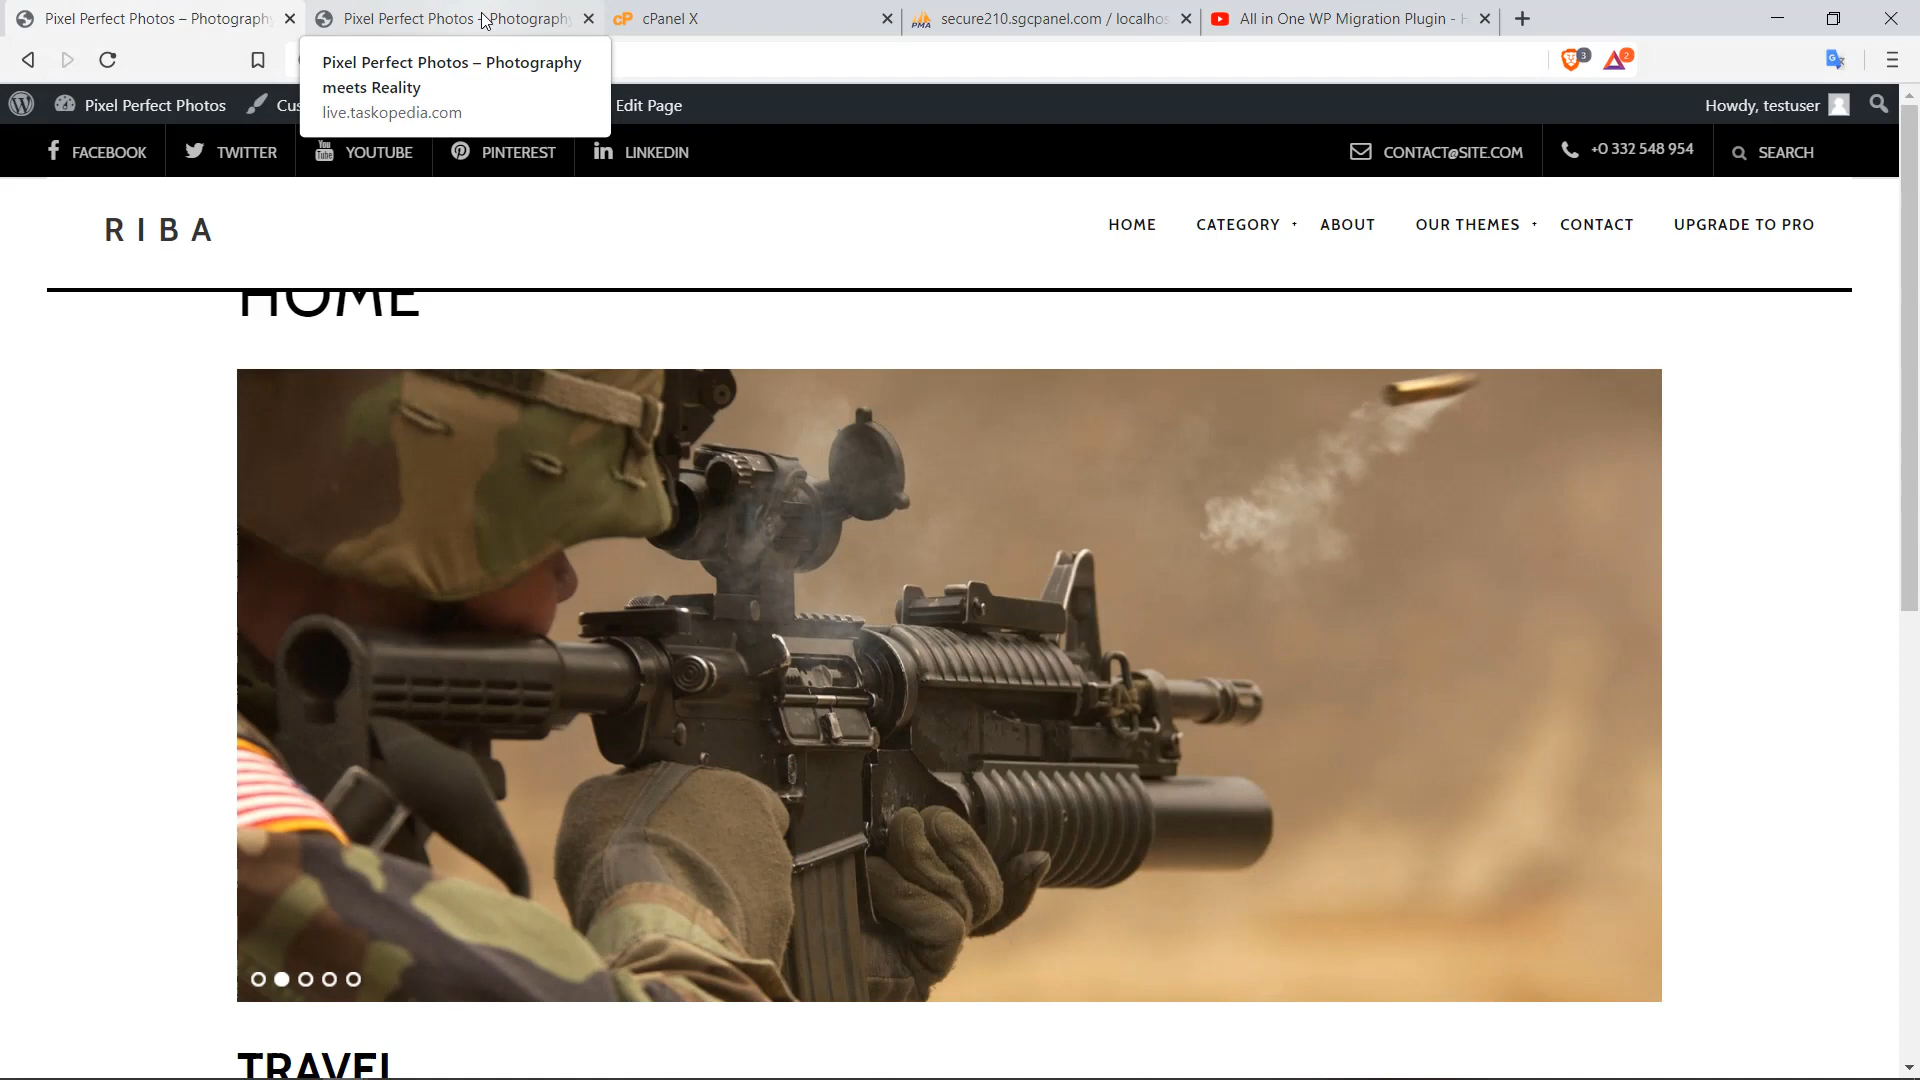 Pixel Perfect Photos – Photography
Pixel Perfect Photos – Photography
cPanel X
secure210.sgcpanel.com / localhos
All in One WP Migration Plugin -
3
2
Pixel Perfect Photos – Photography
meets Reality
live.taskopedia.com
Pixel Perfect Photos
Cus
Edit Page
Howdy, testuser
FACEBOOK
TWITTER
YOUTUBE
PINTEREST
LINKEDIN
CONTACT@SITE.COM
+0 332 548 954
SEARCH
RIBA
HOME
CATEGORY +
ABOUT
OUR THEMES +
CONTACT
UPGRADE TO PRO
HOME
TRAVEL